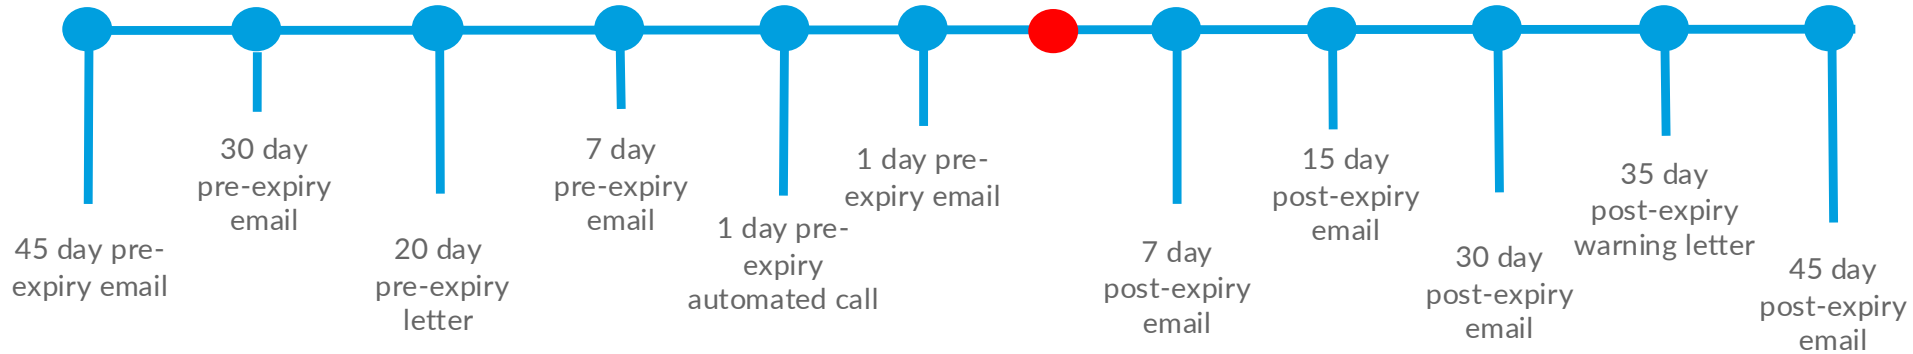 45 day pre-
expiry email
30 day
pre-expiry
email
20 day
pre-expiry
letter
7 day
pre-expiry
email
1 day pre-
expiry
automated call
1 day pre-
expiry email
7 day
post-expiry
email
15 day
post-expiry
email
30 day
post-expiry
email
35 day
post-expiry
warning letter
45 day
post-expiry
email